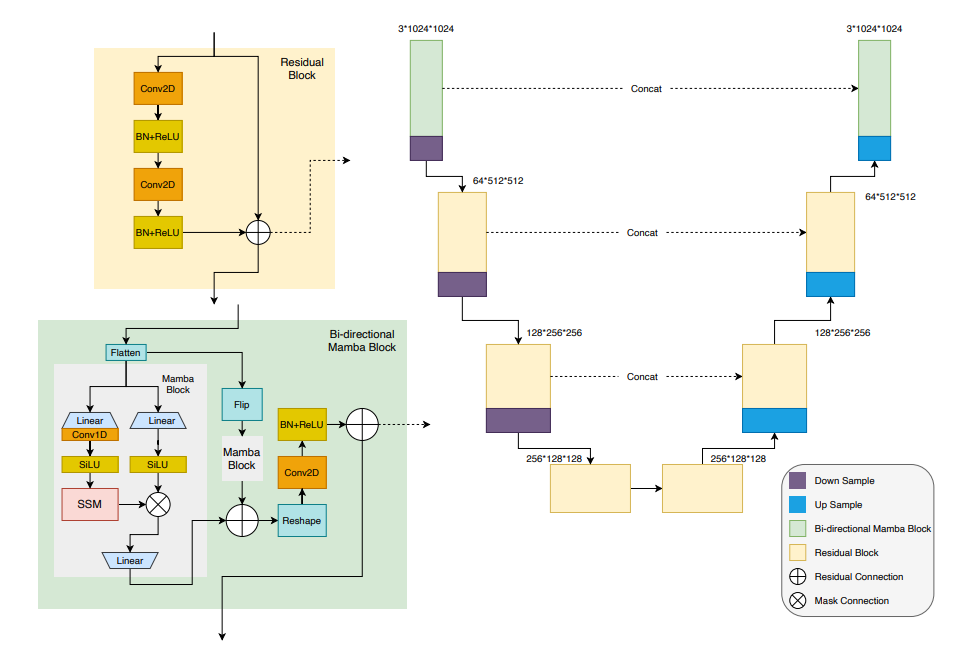 Residual
Block
Conv2D
BN+ReLU
Conv2D
BN+ReLU
Bi-directional
Mamba Block
Flatten
Mamba
Block
Linear
Linear
Conv1D
SiLU
SiLU
SSM
Linear
Flip
Mamba
Block
BN+ReLU
Conv2D
Reshape
3*1024*1024
3*1024*1024
Concat
64*512*512
64*512*512
Concat
128*256*256
128*256*256
Concat
256*128*128
256*128*128
Down Sample
Up Sample
Bi-directional Mamba Block
Residual Block
Residual Connection
Mask Connection